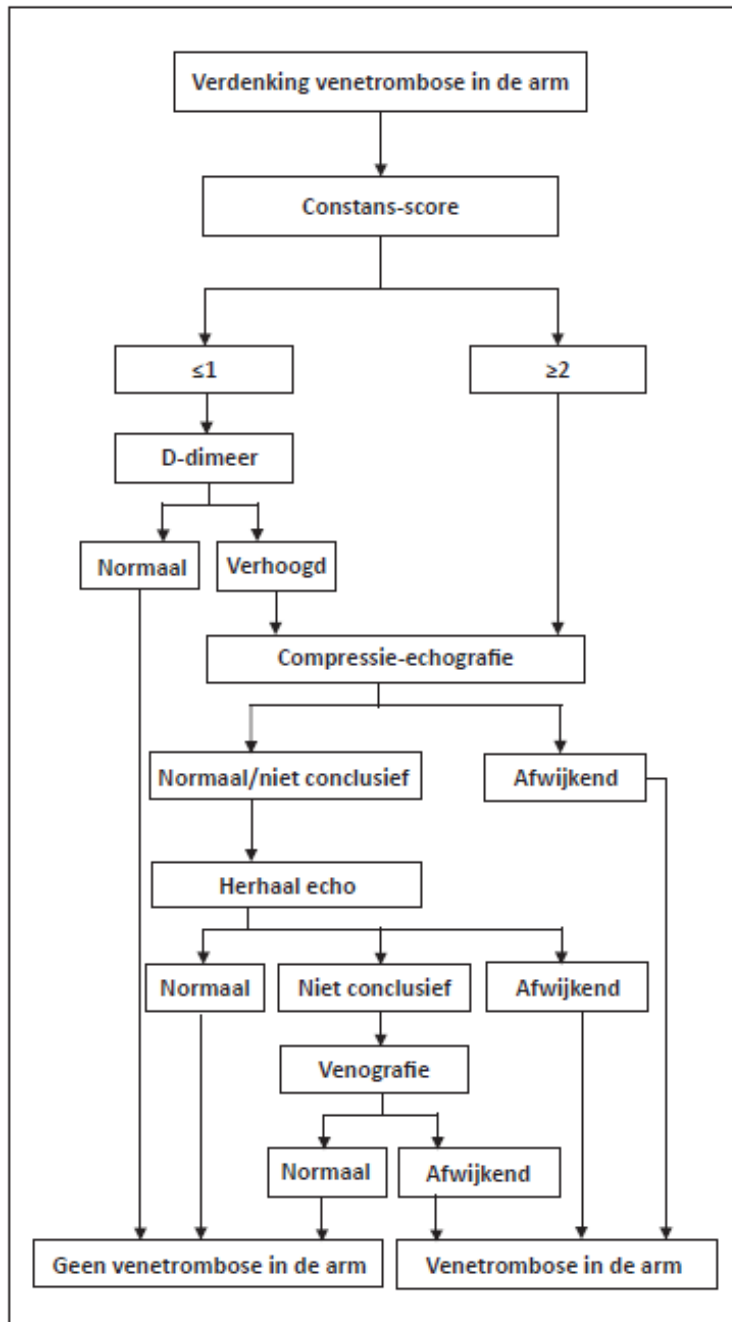 Verdenking venetrombose in de arm
Constans-score
≤1
≥2
D-dimeer
Normaal
Verhoogd
Compressie-echografie
Normaal/niet conclusief
Afwijkend
Herhaal echo
Normaal
Niet conclusief
Afwijkend
Venografie
Normaal
Afwijkend
Geen venetrombose in de arm
Venetrombose in de arm